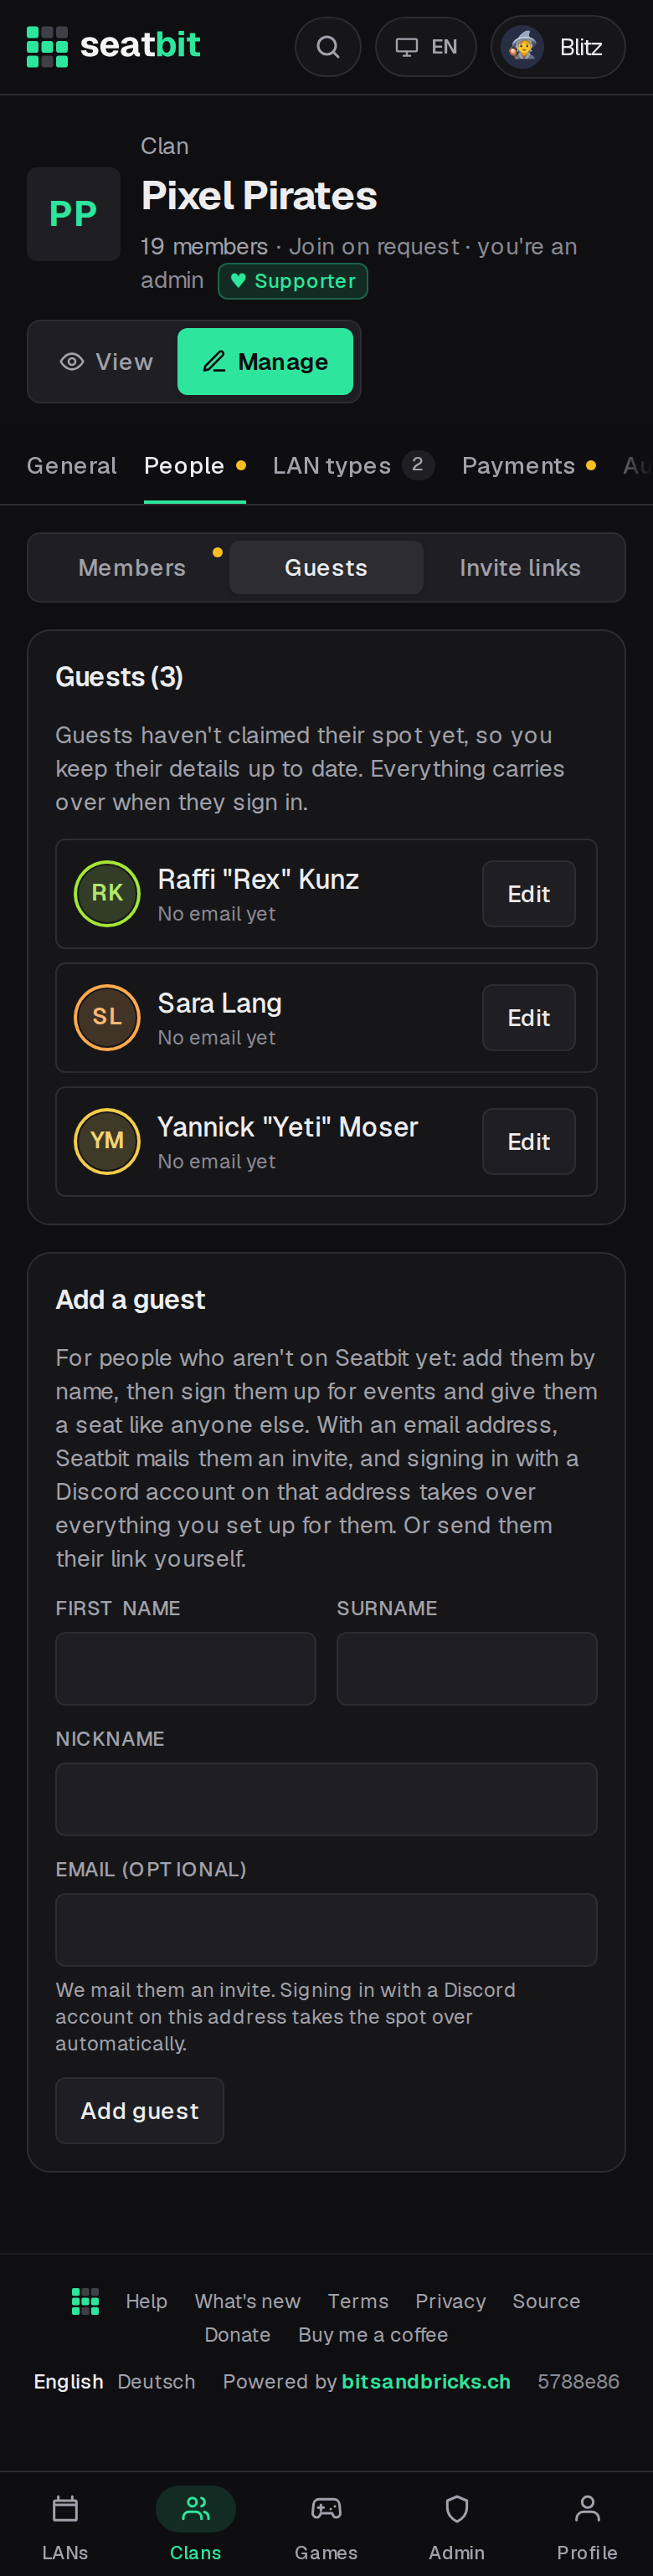 seatbit EN Blitz
Clan
PP Pixel Pirates
19 members · Join on request · you're an
admin ♥ Supporter
View Manage
General People LAN types 2 Payments Au
Members Guests Invite links
Guests (3)
Guests haven't claimed their spot yet, so you
keep their details up to date. Everything carries
over when they sign in.
RK Raffi "Rex" Kunz Edit
No email yet
SL Sara Lang Edit
No email yet
YM Yannick "Yeti" Moser Edit
No email yet
Add a guest
For people who aren't on Seatbit yet: add them by
name, then sign them up for events and give them
a seat like anyone else. With an email address,
Seatbit mails them an invite, and signing in with a
Discord account on that address takes over
everything you set up for them. Or send them
their link yourself.
FIRST NAME SURNAME
NICKNAME
EMAIL (OPTIONAL)
We mail them an invite. Signing in with a Discord
account on this address takes the spot over
automatically.
Add guest
Help What's new Terms Privacy Source
Donate Buy me a coffee
English Deutsch Powered by bitsandbricks.ch 5788e86
LANs Clans Games Admin Profile